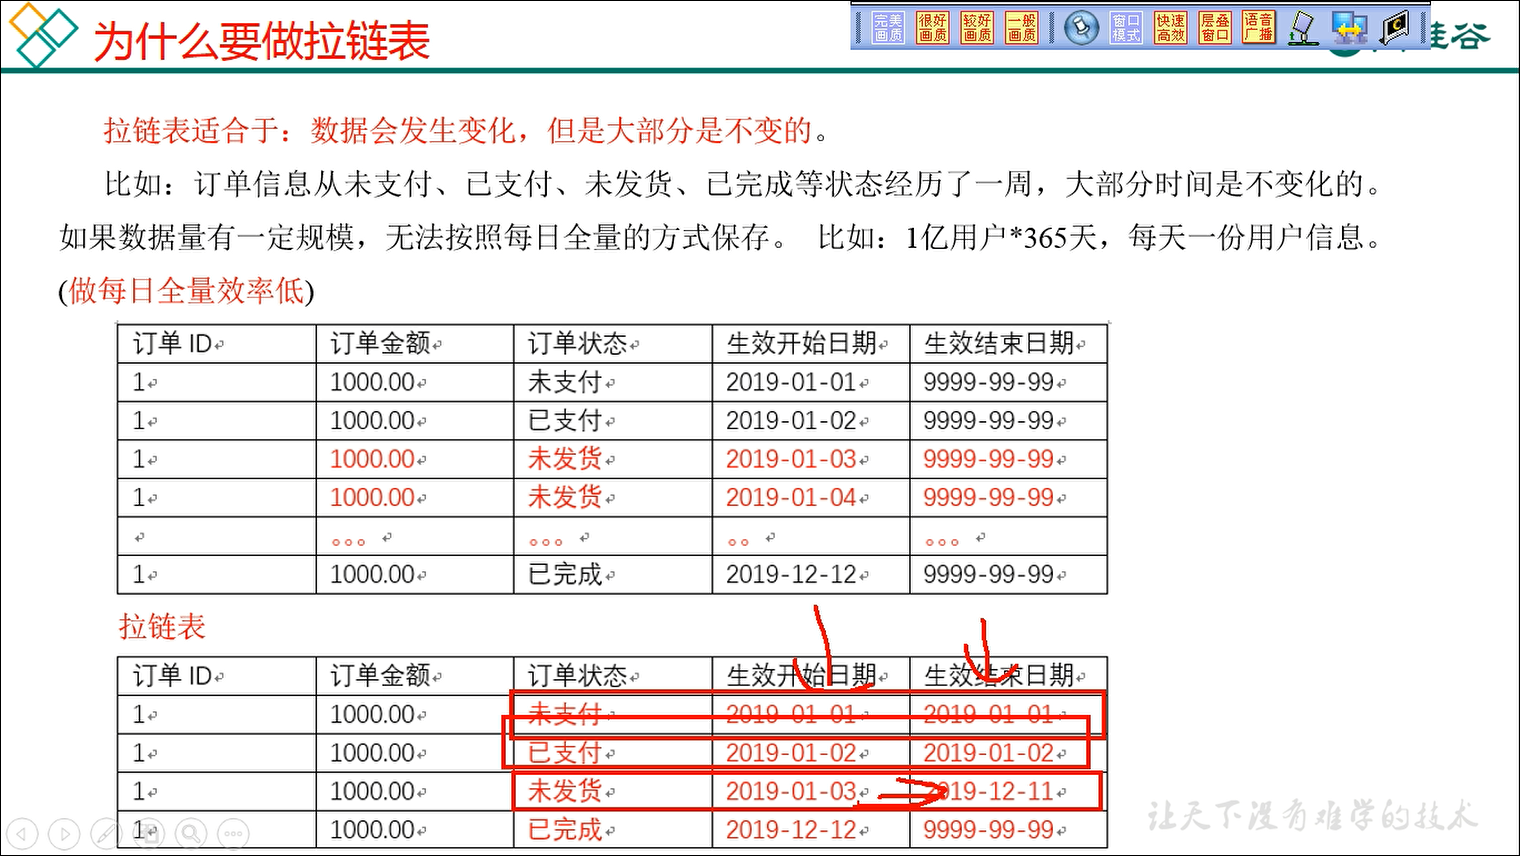 完美画质 很好画质 较好画质 一般画质 窗口模式 快速高效 层叠窗口 语音广播
为什么要做拉链表
硅谷
拉链表适合于：数据会发生变化，但是大部分是不变的。
比如：订单信息从未支付、已支付、未发货、已完成等状态经历了一周，大部分时间是不变化的。
如果数据量有一定规模，无法按照每日全量的方式保存。 比如：1亿用户*365天，每天一份用户信息。
(做每日全量效率低)
订单 ID 订单金额 订单状态 生效开始日期 生效结束日期
1 1000.00 未支付 2019-01-01 9999-99-99
1 1000.00 已支付 2019-01-02 9999-99-99
1 1000.00 未发货 2019-01-03 9999-99-99
1 1000.00 未发货 2019-01-04 9999-99-99
。。。 。。。 。。 。。。
1 1000.00 已完成 2019-12-12 9999-99-99
拉链表
订单 ID 订单金额 订单状态 生效开始日期 生效结束日期
1 1000.00 未支付 2019-01-01 2019-01-01
1 1000.00 已支付 2019-01-02 2019-01-02
1 1000.00 未发货 2019-01-03 2019-12-11
1 1000.00 已完成 2019-12-12 9999-99-99
让天下没有难学的技术